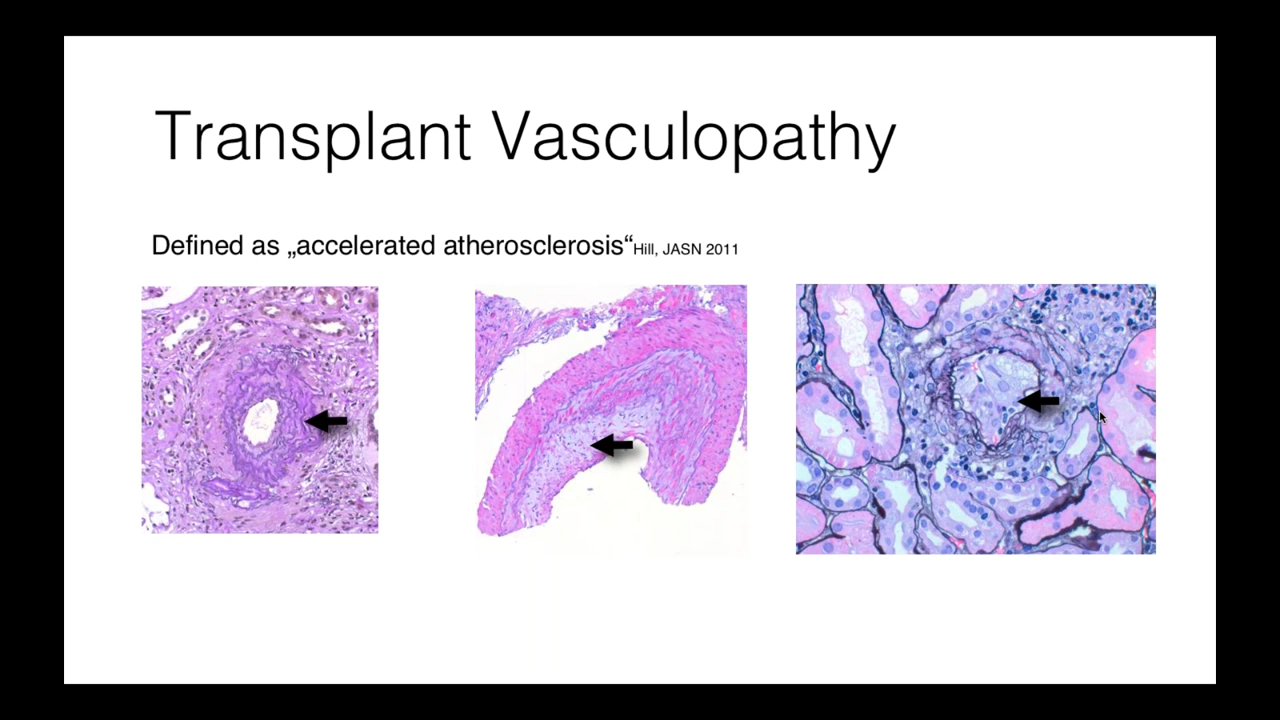 Transplant Vasculopathy
Defined as „accelerated atherosclerosis“Hill, JASN 2011